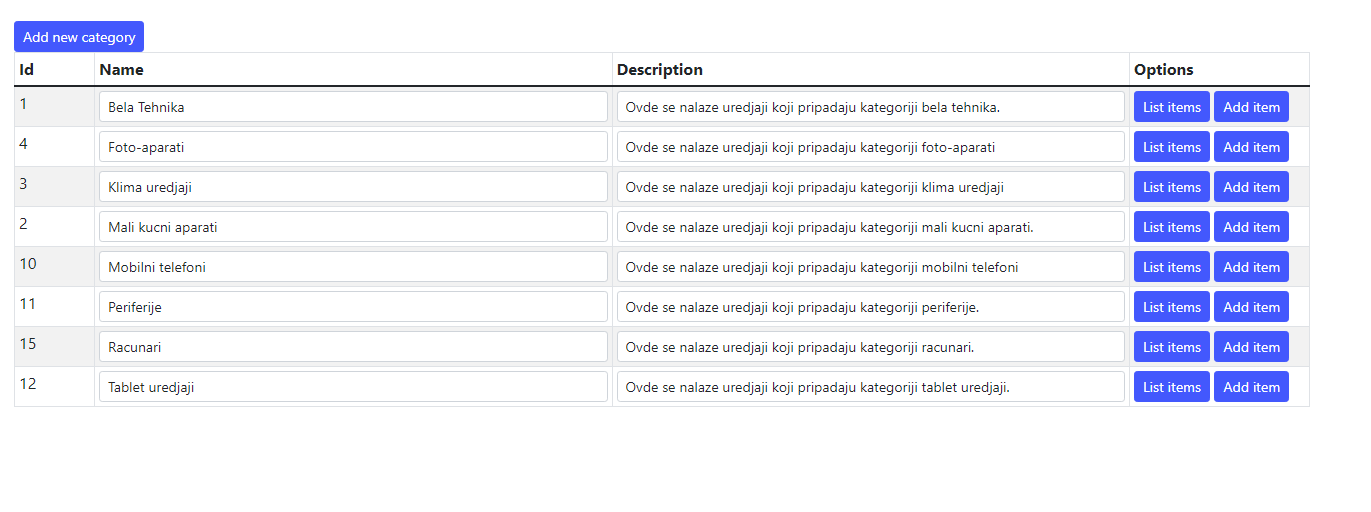 Add new category
Id Name Description Options
1 Bela Tehnika Ovde se nalaze uredjaji koji pripadaju kategoriji bela tehnika. List items Add item
4 Foto-aparati Ovde se nalaze uredjaji koji pripadaju kategoriji foto-aparati List items Add item
3 Klima uredjaji Ovde se nalaze uredjaji koji pripadaju kategoriji klima uredjaji List items Add item
2 Mali kucni aparati Ovde se nalaze uredjaji koji pripadaju kategoriji mali kucni aparati. List items Add item
10 Mobilni telefoni Ovde se nalaze uredjaji koji pripadaju kategoriji mobilni telefoni List items Add item
11 Periferije Ovde se nalaze uredjaji koji pripadaju kategoriji periferije. List items Add item
15 Racunari Ovde se nalaze uredjaji koji pripadaju kategoriji racunari. List items Add item
12 Tablet uredjaji Ovde se nalaze uredjaji koji pripadaju kategoriji tablet uredjaji. List items Add item